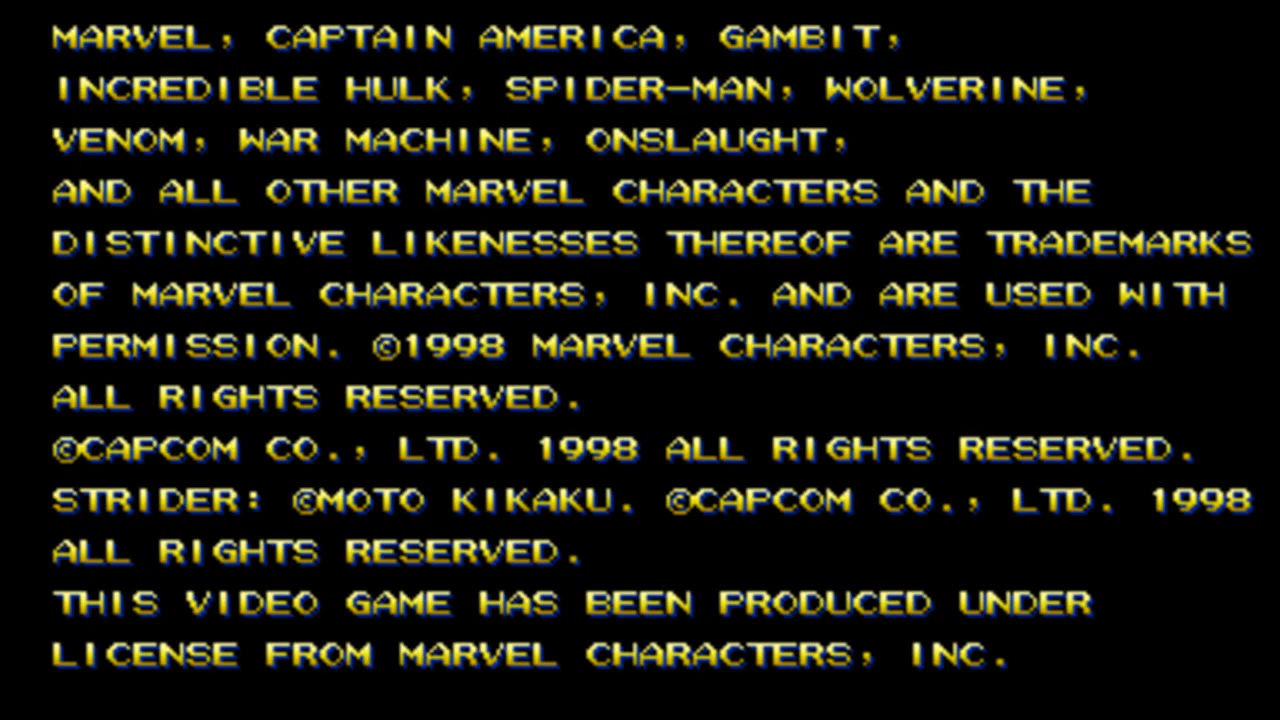 MARVEL, CAPTAIN AMERICA, GAMBIT,
INCREDIBLE HULK, SPIDER-MAN, WOLVERINE,
VENOM, WAR MACHINE, ONSLAUGHT,
AND ALL OTHER MARVEL CHARACTERS AND THE
DISTINCTIVE LIKENESSES THEREOF ARE TRADEMARKS
OF MARVEL CHARACTERS, INC. AND ARE USED WITH
PERMISSION. ©1998 MARVEL CHARACTERS, INC.
ALL RIGHTS RESERVED.
©CAPCOM CO., LTD. 1998 ALL RIGHTS RESERVED.
STRIDER: ©MOTO KIKAKU. ©CAPCOM CO., LTD. 1998
ALL RIGHTS RESERVED.
THIS VIDEO GAME HAS BEEN PRODUCED UNDER
LICENSE FROM MARVEL CHARACTERS, INC.